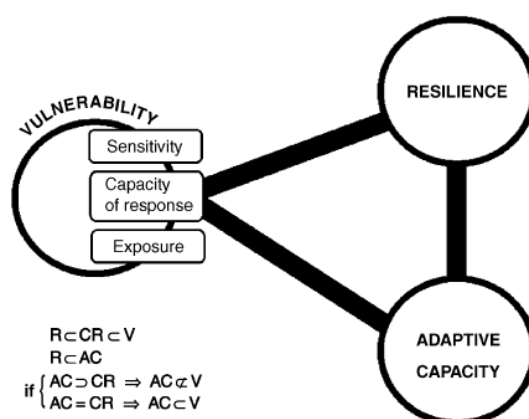 VULNERABILITY
Sensitivity
Capacity
of response
Exposure
RESILIENCE
ADAPTIVE
CAPACITY
R⊂CR⊂V
R⊂AC
if { AC⊃CR ⇒ AC⊄V
AC=CR ⇒ AC⊂V